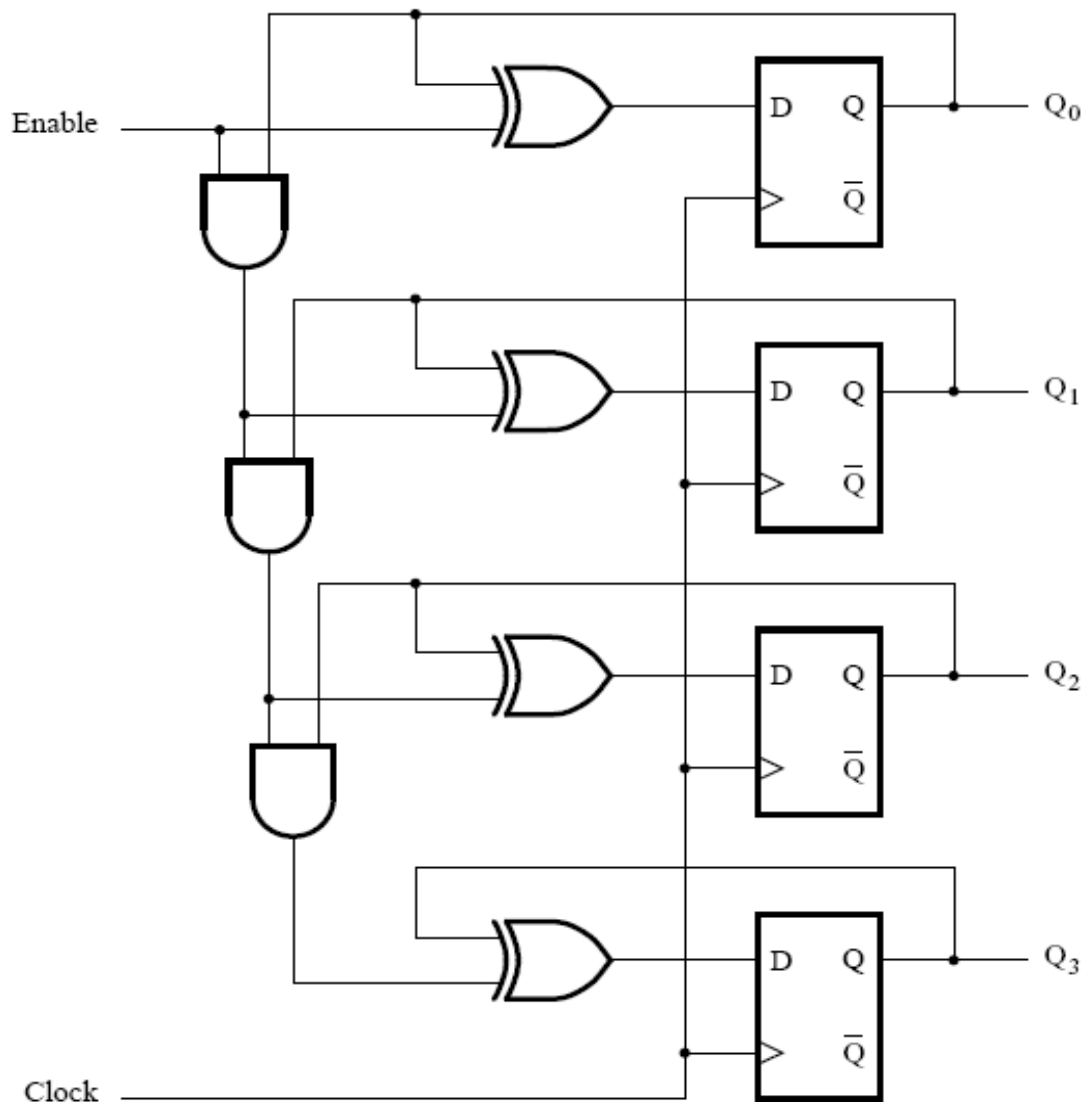 D Q Q₀
Enable
Q̅
D Q Q₁
Q̅
D Q Q₂
Q̅
D Q Q₃
Q̅
Clock